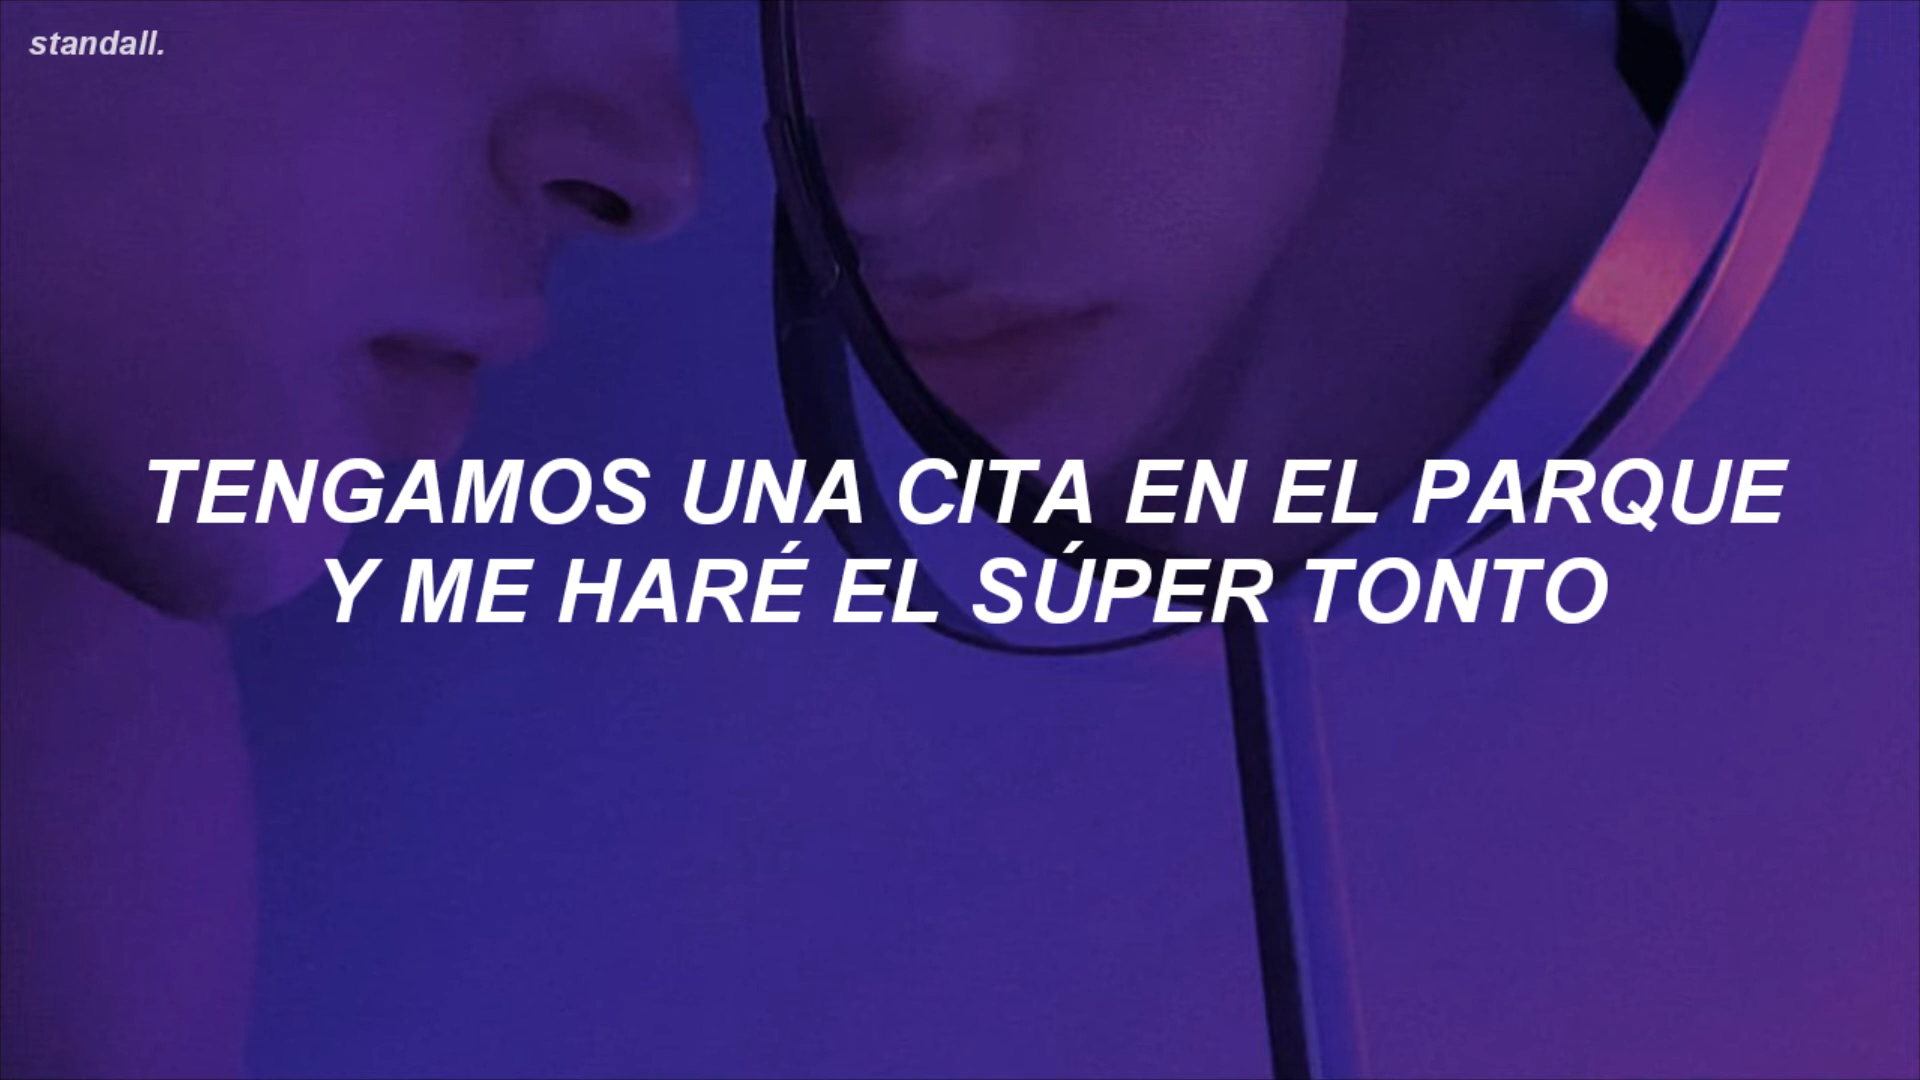 standall.
TENGAMOS UNA CITA EN EL PARQUE
Y ME HARÉ EL SÚPER TONTO